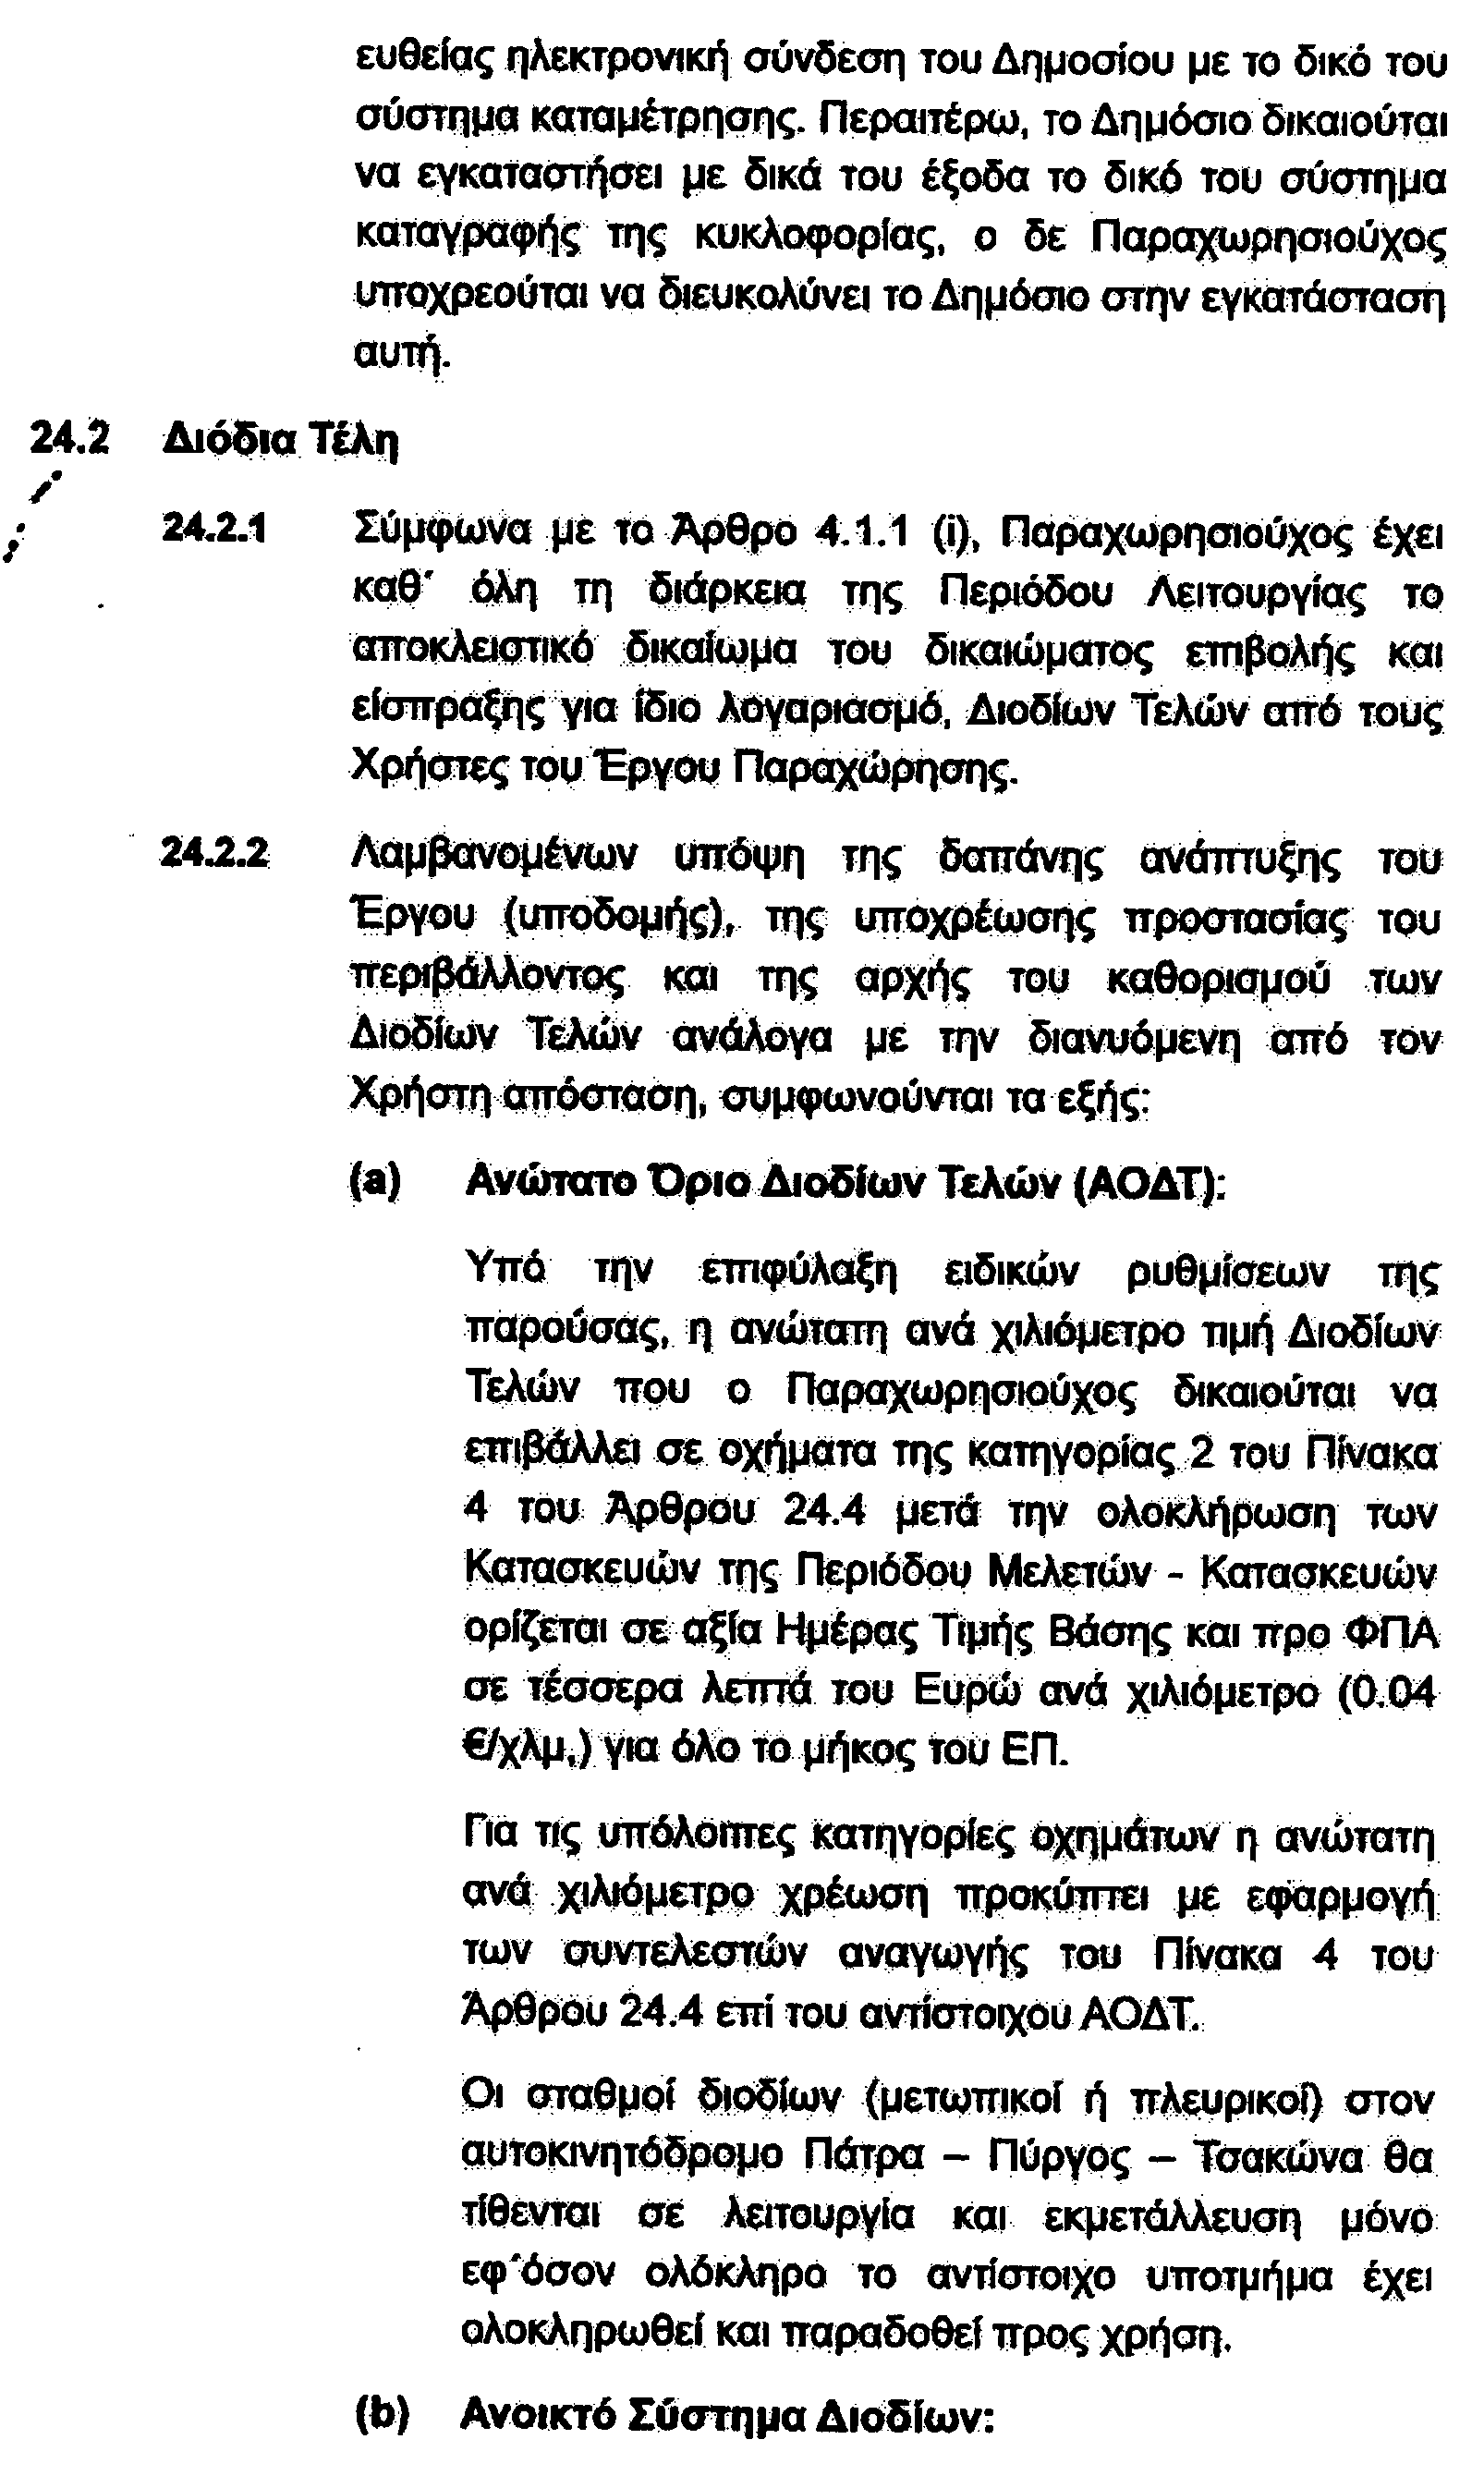 ευθείας ηλεκτρονική σύνδεση του Δημοσίου με το δικό του
σύστημα καταμέτρησης. Περαιτέρω, το Δημόσιο δικαιούται
να εγκαταστήσει με δικά του έξοδα το δικό του σύστημα
καταγραφής της κυκλοφορίας, ο δε Παραχωρησιούχος
υποχρεούται να διευκολύνει το Δημόσιο στην εγκατάσταση
αυτή.
24.2 Διόδια Τέλη
24.2.1 Σύμφωνα με το Άρθρο 4.1.1 (i), Παραχωρησιούχος έχει
καθ΄ όλη τη διάρκεια της Περιόδου Λειτουργίας το
αποκλειστικό δικαίωμα του δικαιώματος επιβολής και
είσπραξης για ίδιο λογαριασμό, Διοδίων Τελών από τους
Χρήστες του Έργου Παραχώρησης.
24.2.2 Λαμβανομένων υπόψη της δαπάνης ανάπτυξης του
Έργου (υποδομής), της υποχρέωσης προστασίας του
περιβάλλοντος και της αρχής του καθορισμού των
Διοδίων Τελών ανάλογα με την διανυόμενη από τον
Χρήστη απόσταση, συμφωνούνται τα εξής:
(a) Ανώτατο Όριο Διοδίων Τελών (ΑΟΔΤ):
Υπό την επιφύλαξη ειδικών ρυθμίσεων της
παρούσας, η ανώτατη ανά χιλιόμετρο τιμή Διοδίων
Τελών που ο Παραχωρησιούχος δικαιούται να
επιβάλλει σε οχήματα της κατηγορίας 2 του Πίνακα
4 του Άρθρου 24.4 μετά την ολοκλήρωση των
Κατασκευών της Περιόδου Μελετών - Κατασκευών
ορίζεται σε αξία Ημέρας Τιμής Βάσης και προ ΦΠΑ
σε τέσσερα λεπτά του Ευρώ ανά χιλιόμετρο (0.04
€/χλμ,) για όλο το μήκος του ΕΠ.
Για τις υπόλοιπες κατηγορίες οχημάτων η ανώτατη
ανά χιλιόμετρο χρέωση προκύπτει με εφαρμογή
των συντελεστών αναγωγής του Πίνακα 4 του
Άρθρου 24.4 επί του αντίστοιχου ΑΟΔΤ.
Οι σταθμοί διοδίων (μετωπικοί ή πλευρικοί) στον
αυτοκινητόδρομο Πάτρα – Πύργος – Τσακώνα θα
τίθενται σε λειτουργία και εκμετάλλευση μόνο
εφ΄όσον ολόκληρο το αντίστοιχο υποτμήμα έχει
ολοκληρωθεί και παραδοθεί προς χρήση.
(b) Ανοικτό Σύστημα Διοδίων: